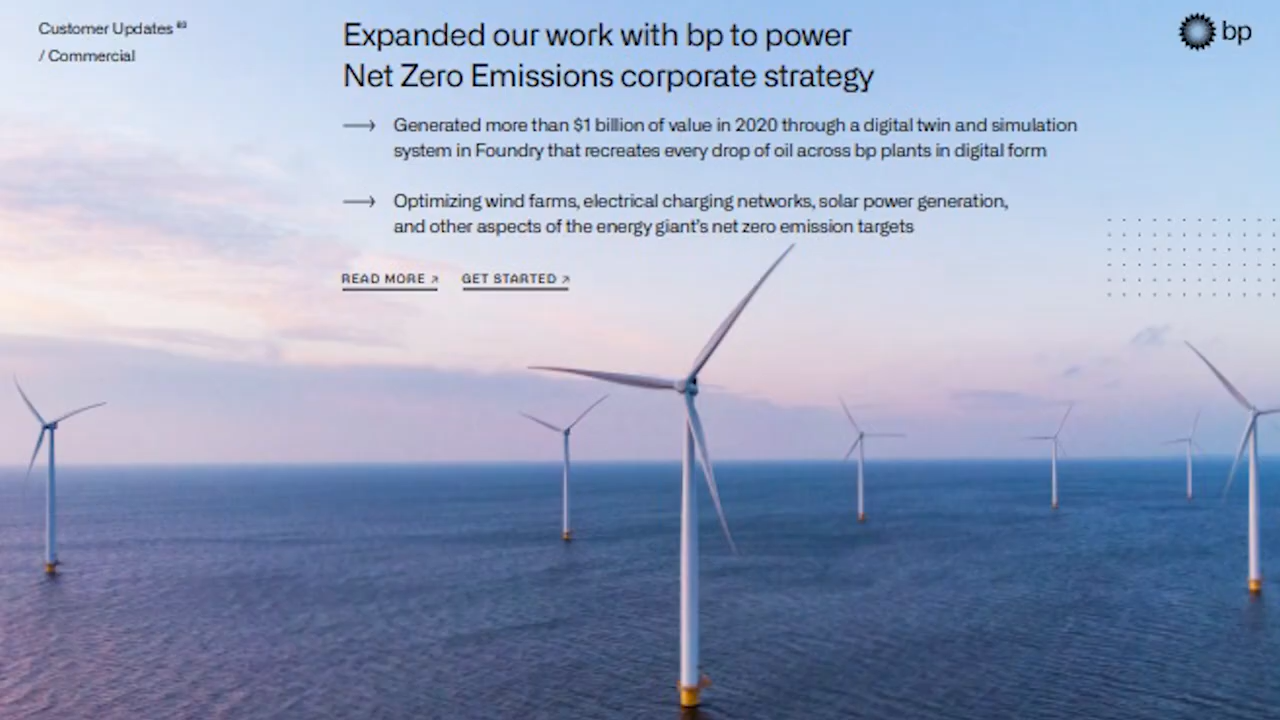 Customer Updates
/ Commercial
Expanded our work with bp to power
Net Zero Emissions corporate strategy
bp
→ Generated more than $1 billion of value in 2020 through a digital twin and simulation
system in Foundry that recreates every drop of oil across bp plants in digital form
→ Optimizing wind farms, electrical charging networks, solar power generation,
and other aspects of the energy giant's net zero emission targets
READ MORE ↗ GET STARTED ↗